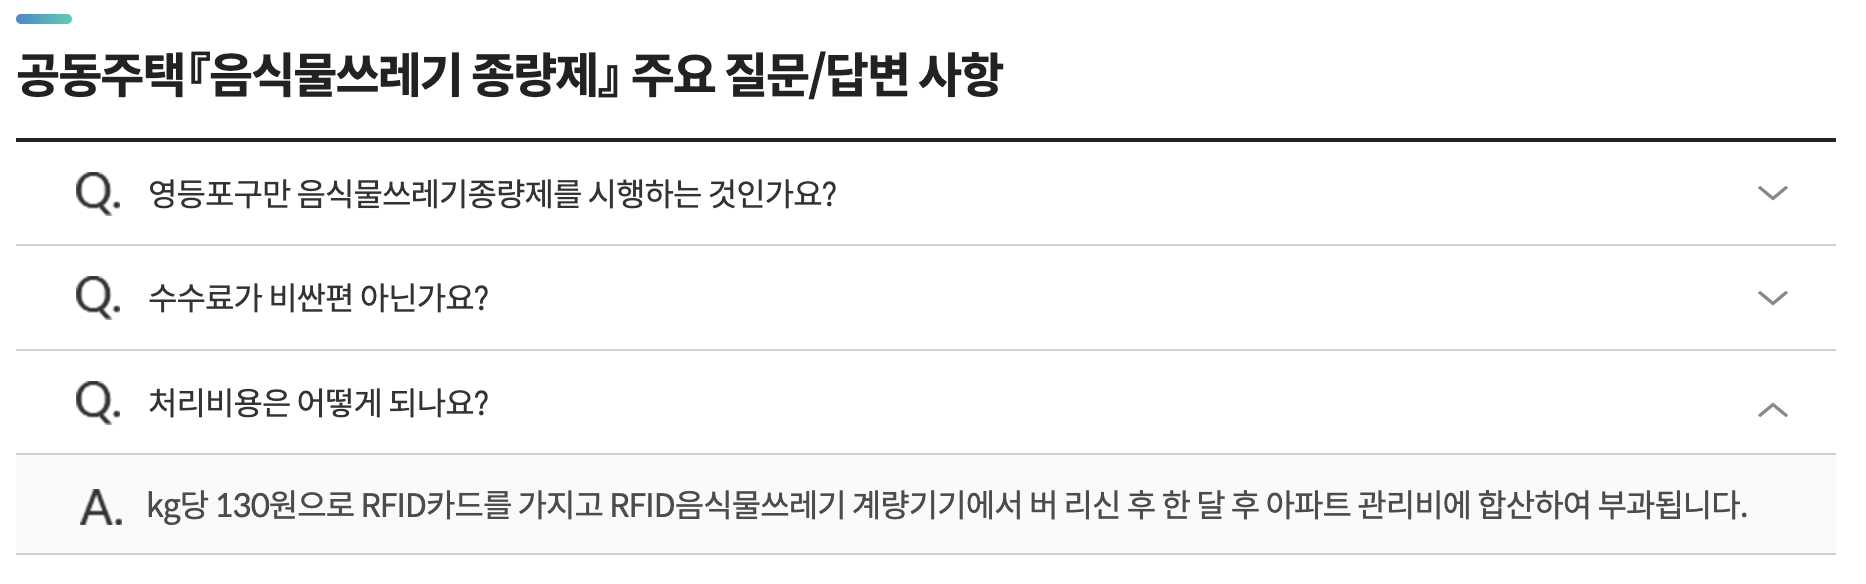 공동주택『음식물쓰레기 종량제』 주요 질문/답변 사항
Q. 영등포구만 음식물쓰레기종량제를 시행하는 것인가요?
Q. 수수료가 비싼편 아닌가요?
Q. 처리비용은 어떻게 되나요?
A. kg당 130원으로 RFID카드를 가지고 RFID음식물쓰레기 계량기기에서 버 리신 후 한 달 후 아파트 관리비에 합산하여 부과됩니다.